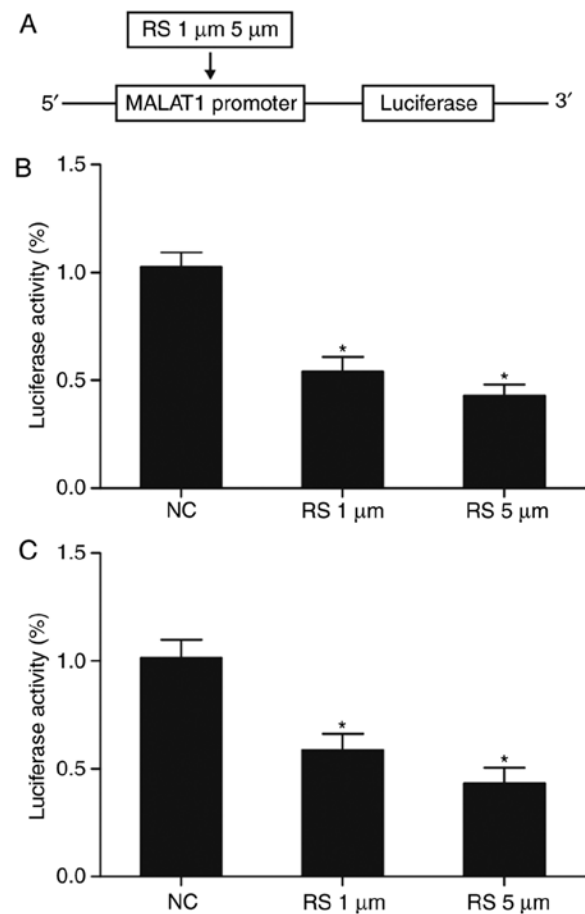 A
RS 1 μm 5 μm
5′ MALAT1 promoter Luciferase 3′
B
Luciferase activity (%)
1.5
1.0
0.5
0.0
* *
NC RS 1 μm RS 5 μm
C
Luciferase activity (%)
1.5
1.0
0.5
0.0
* *
NC RS 1 μm RS 5 μm